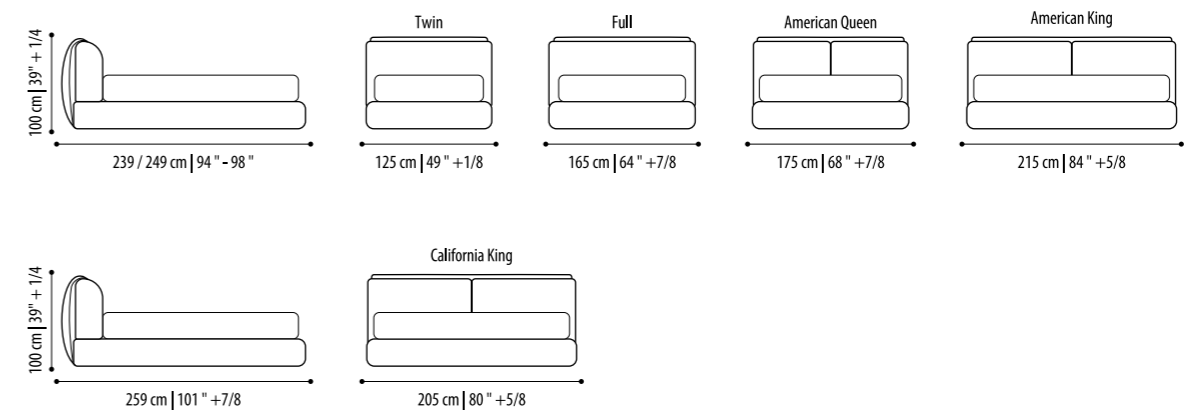 Twin
Full
American Queen
American King
100 cm | 39" + 1/4
239 / 249 cm | 94 " - 98 "
125 cm | 49 " +1/8
165 cm | 64 " +7/8
175 cm | 68 " +7/8
215 cm | 84 " +5/8
California King
100 cm | 39" + 1/4
259 cm | 101 " +7/8
205 cm | 80 " +5/8